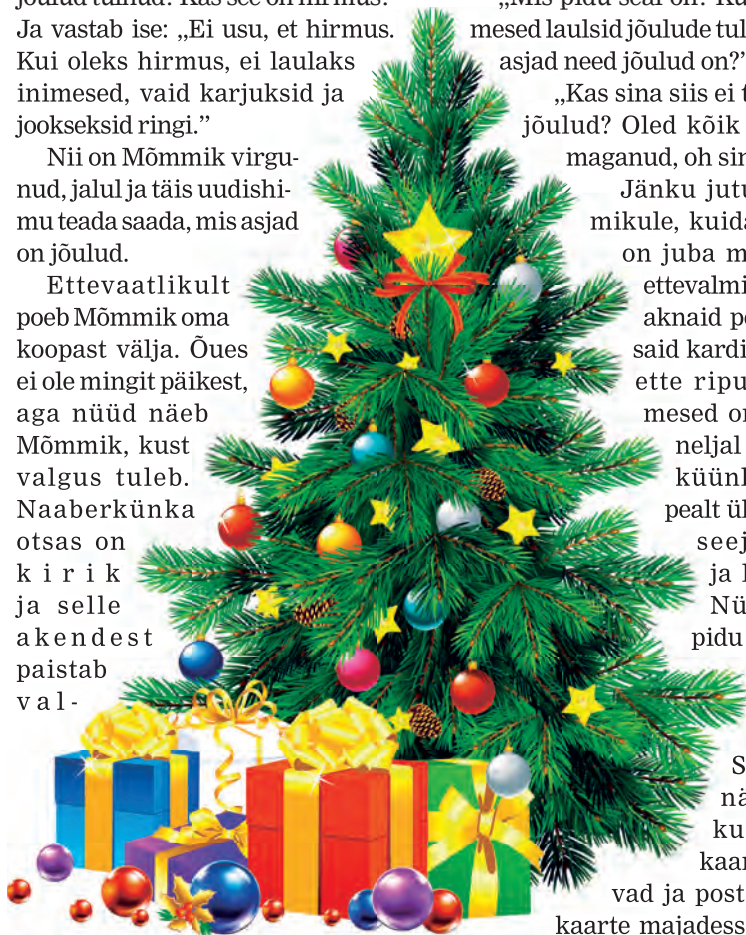 Ja vastab ise: „Ei usu, et hirmus.
Kui oleks hirmus, ei laulaks
inimesed, vaid karjuksid ja
jookseksid ringi.”
Nii on Mõmmik virgu-
nud, jalul ja täis uudishi-
mu teada saada, mis asjad
on jõulud.
Ettevaatlikult
poeb Mõmmik oma
koopast välja. Õues
ei ole mingit päikest,
aga nüüd näeb
Mõmmik, kust
valgus tuleb.
Naaberkünka
otsas on
kirik
ja selle
akendest
paistab
val-
mesed laulsid jõulude tul
asjad need jõulud on?”
„Kas sina siis ei t
jõulud? Oled kõik
maganud, oh sin
Jänku jutu
mikule, kuida
on juba m
ettevalmi
aknaid pe
said kardi
ette ripu
mesed on
neljal
küünl
pealt ül
seej
ja l
Nü
pidu
S
nä
ku
kaar
vad ja post
kaarte majadess